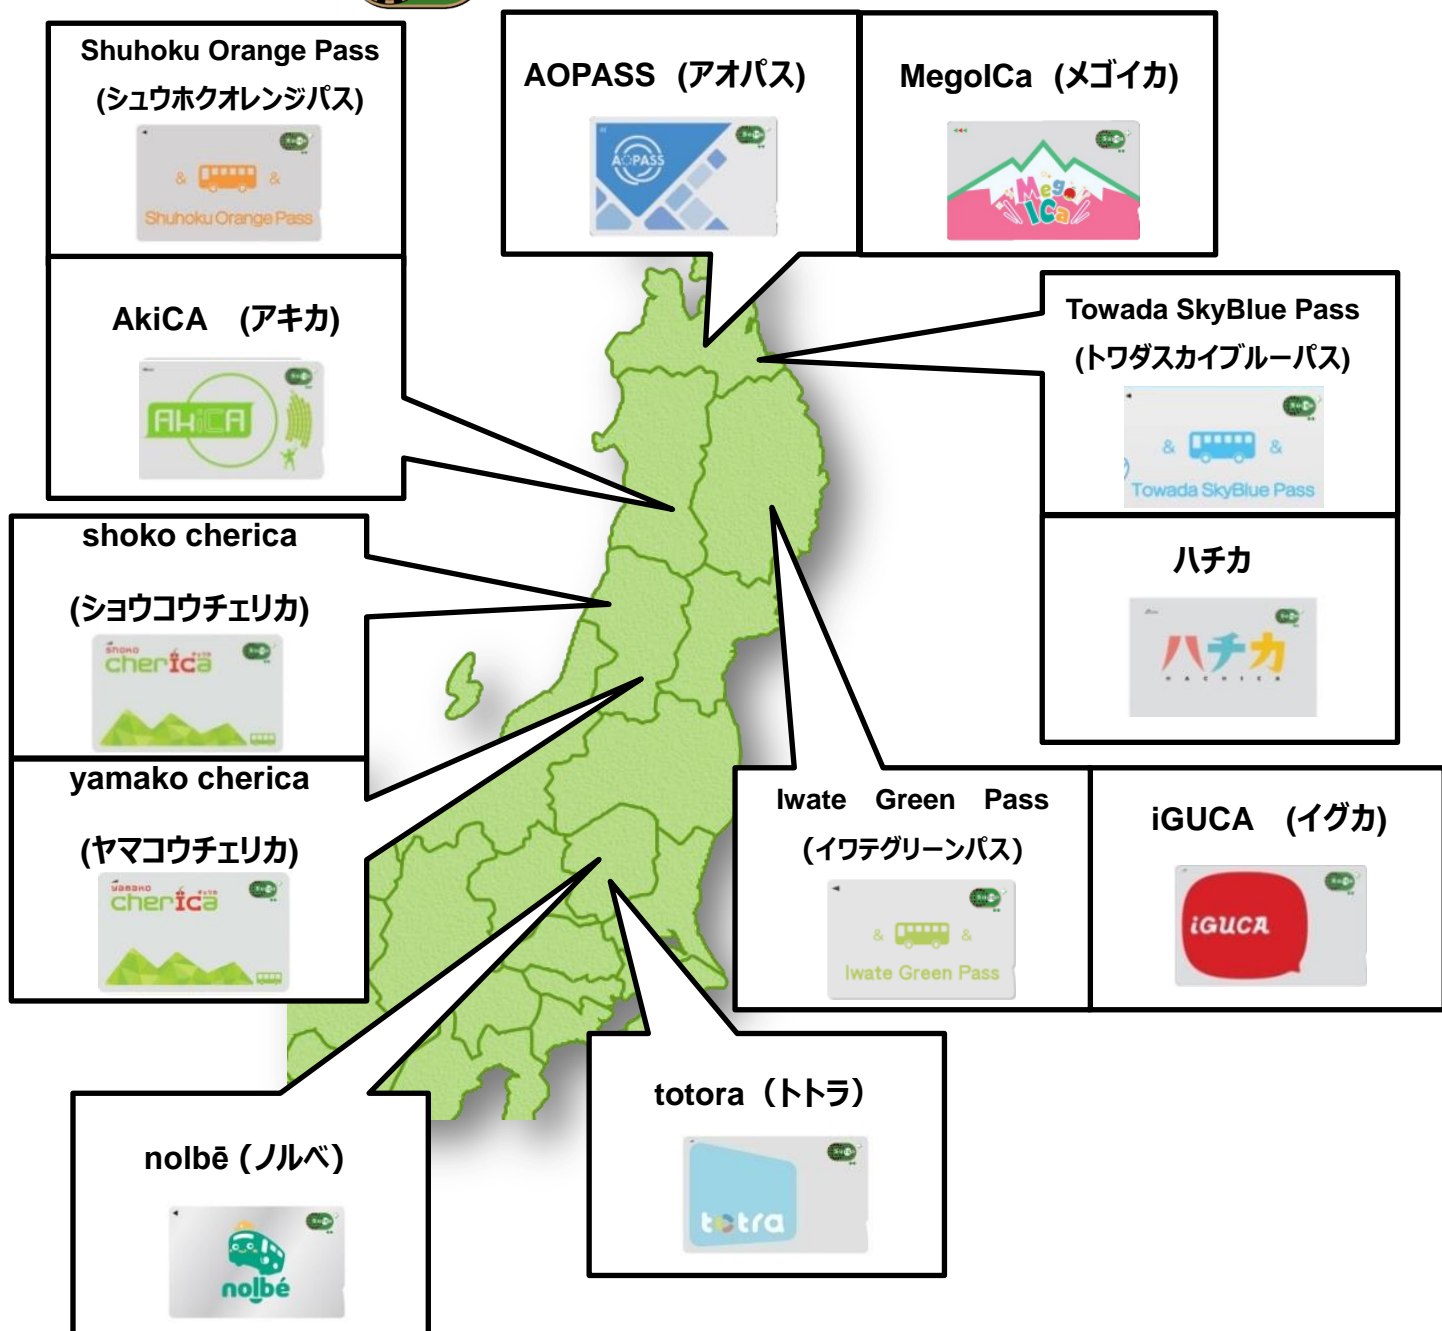 Shuhoku Orange Pass
(シュウホクオレンジパス)
& &
Shuhoku Orange Pass
AkiCA (アキカ)
AkiCA
AOPASS (アオパス)
AOPASS
MegoICa (メゴイカ)
Mego
ICa
Towada SkyBlue Pass
(トワダスカイブルーパス)
& &
Towada SkyBlue Pass
ハチカ
ハチカ
HACHICA
shoko cherica
(ショウコウチェリカ)
shoko
cherica
yamako cherica
(ヤマコウチェリカ)
yamako
cherica
Iwate Green Pass
(イワテグリーンパス)
& &
Iwate Green Pass
iGUCA (イグカ)
iGUCA
nolbē (ノルベ)
nolbé
totora (トトラ)
totra